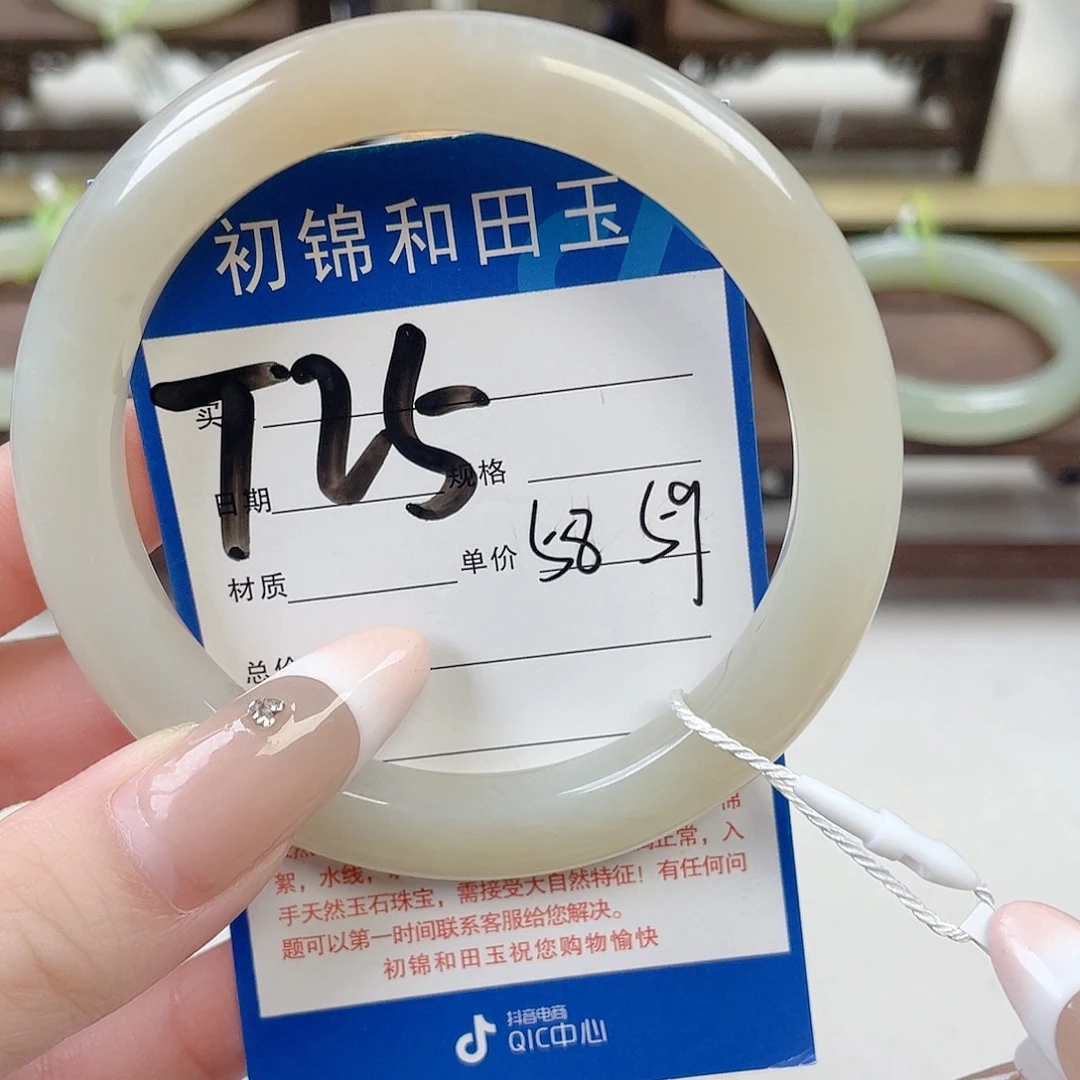 初锦和田玉
T25
买
日期 规格
材质 单价 58 59
总价
正常，入
絮，水线，
手天然玉石珠宝，需接受大自然特征！有任何问
题可以第一时间联系客服给您解决。
初锦和田玉祝您购物愉快
抖音电商
QIC中心